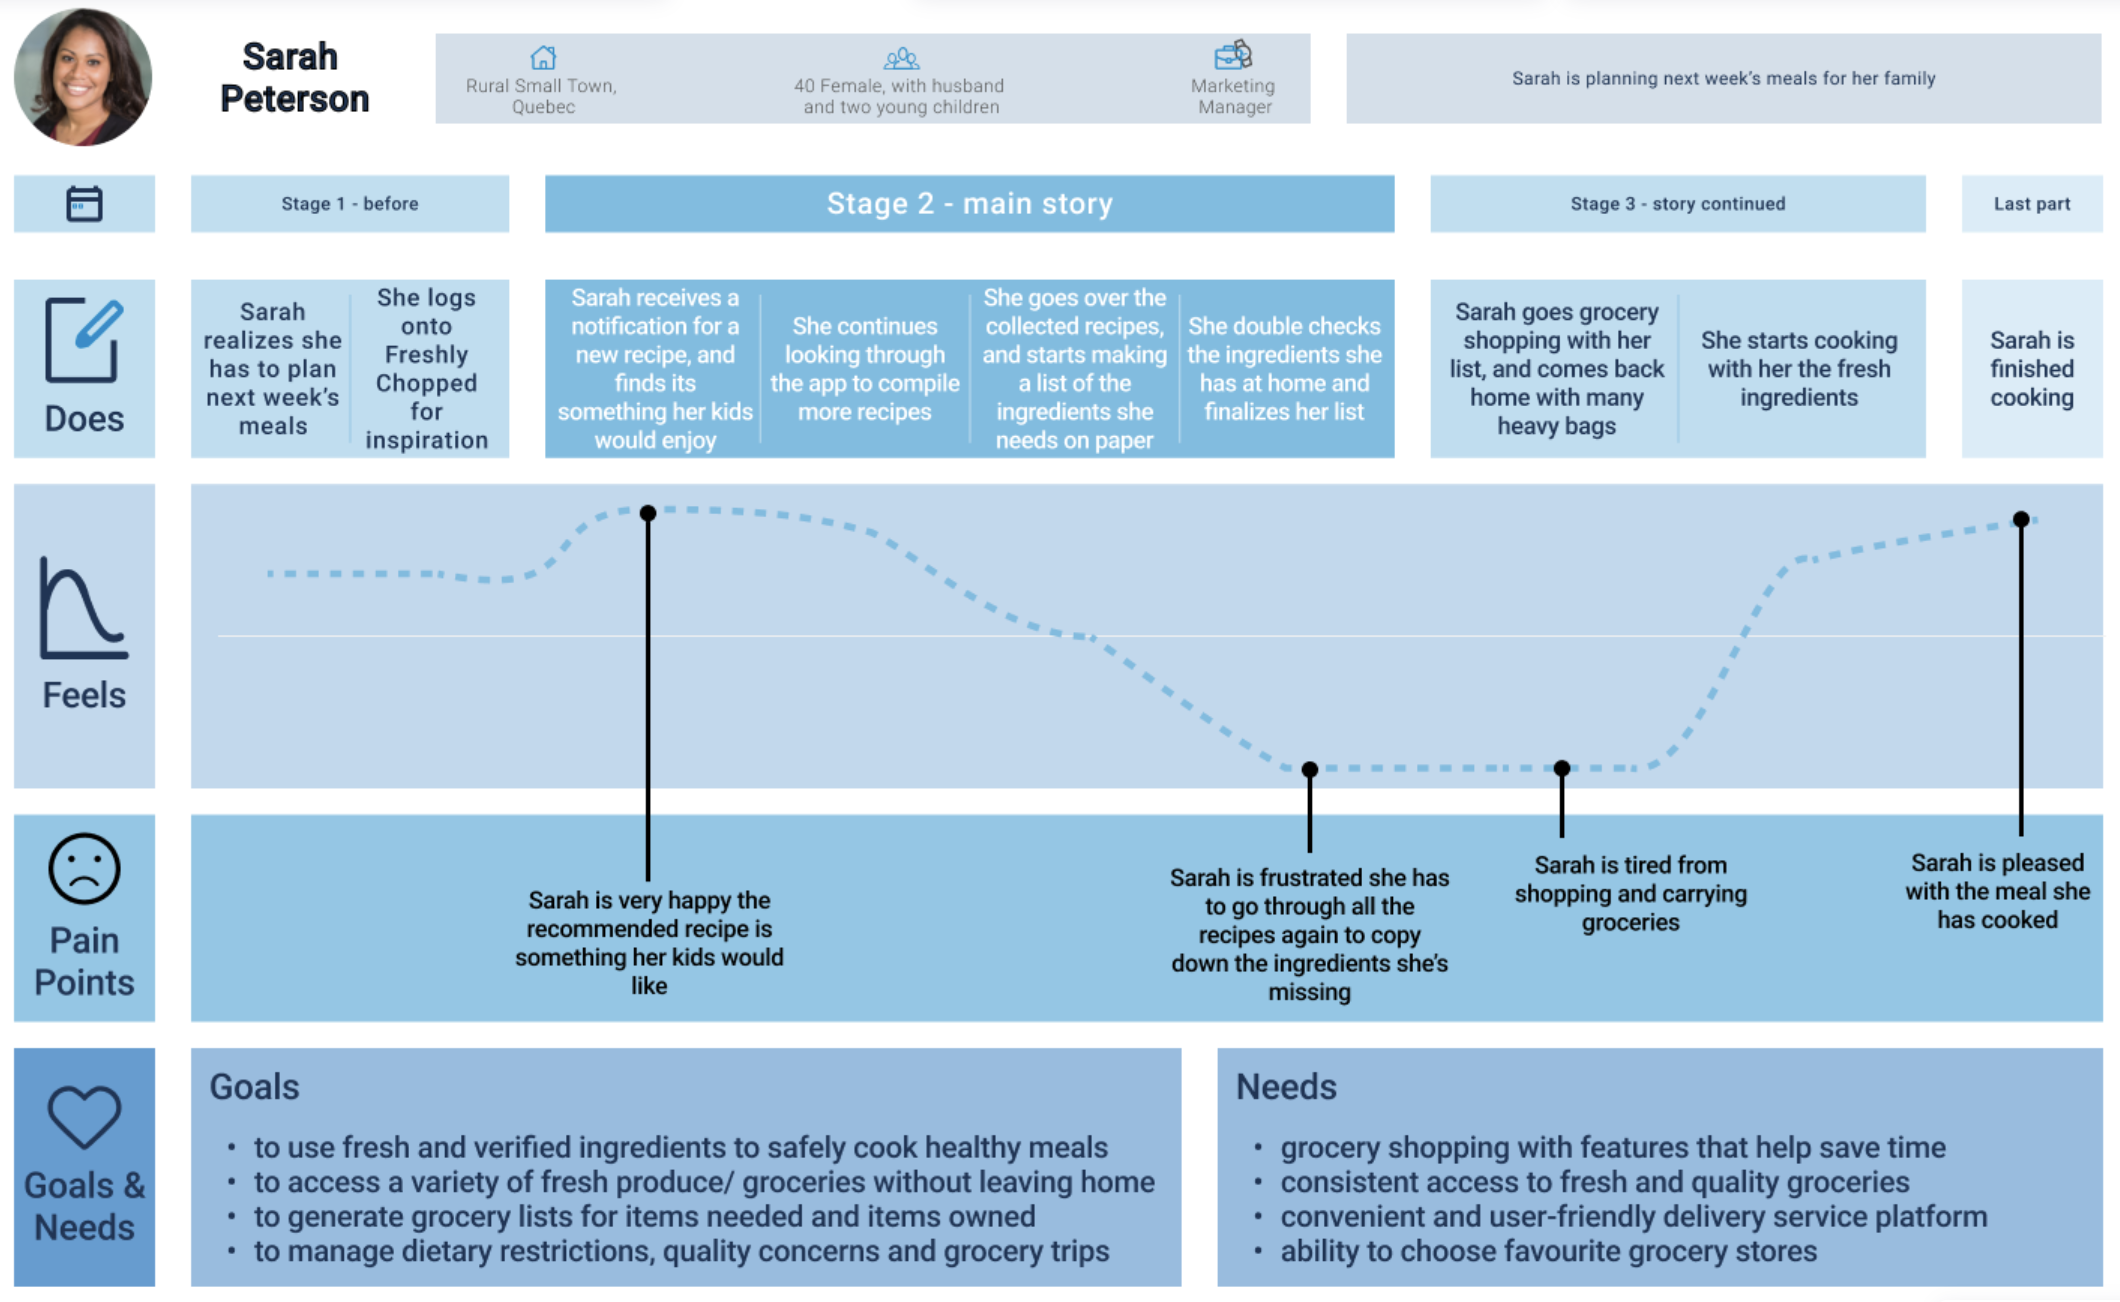 Sarah
Peterson
Rural Small Town,
Quebec
40 Female, with husband
and two young children
Marketing
Manager
Sarah is planning next week's meals for her family
Stage 1 - before
Stage 2 - main story
Stage 3 - story continued
Last part
Does
Sarah
realizes she
has to plan
next week's
meals
She logs
onto
Freshly
Chopped
for
inspiration
Sarah receives a
notification for a
new recipe, and
finds its
something her kids
would enjoy
She continues
looking through
the app to compile
more recipes
She goes over the
collected recipes,
and starts making
a list of the
ingredients she
needs on paper
She double checks
the ingredients she
has at home and
finalizes her list
Sarah goes grocery
shopping with her
list, and comes back
home with many
heavy bags
She starts cooking
with her the fresh
ingredients
Sarah is
finished
cooking
Feels
Pain
Points
Sarah is very happy the
recommended recipe is
something her kids would
like
Sarah is frustrated she has
to go through all the
recipes again to copy
down the ingredients she's
missing
Sarah is tired from
shopping and carrying
groceries
Sarah is pleased
with the meal she
has cooked
Goals &
Needs
Goals
• to use fresh and verified ingredients to safely cook healthy meals
• to access a variety of fresh produce/ groceries without leaving home
• to generate grocery lists for items needed and items owned
• to manage dietary restrictions, quality concerns and grocery trips
Needs
• grocery shopping with features that help save time
• consistent access to fresh and quality groceries
• convenient and user-friendly delivery service platform
• ability to choose favourite grocery stores